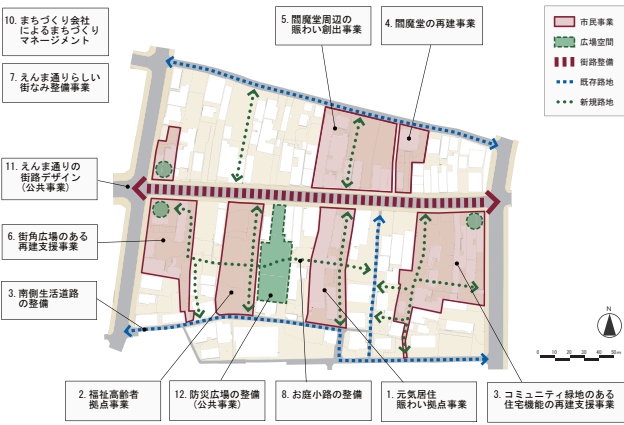 10. まちづくり会社
によるまちづくり
マネージメント
7. えんま通りらしい
街なみ整備事業
5. 閻魔堂周辺の
賑わい創出事業
4. 閻魔堂の再建事業
市民事業
広場空間
街路整備
既存路地
新規路地
11. えんま通りの
街路デザイン
(公共事業)
6. 街角広場のある
再建支援事業
3. 南側生活道路
の整備
2. 福祉高齢者
拠点事業
12. 防災広場の整備
(公共事業)
8. お庭小路の整備
1. 元気居住
賑わい拠点事業
3. コミュニティ緑地のある
住宅機能の再建支援事業
N
0 10 20 30 40 50m